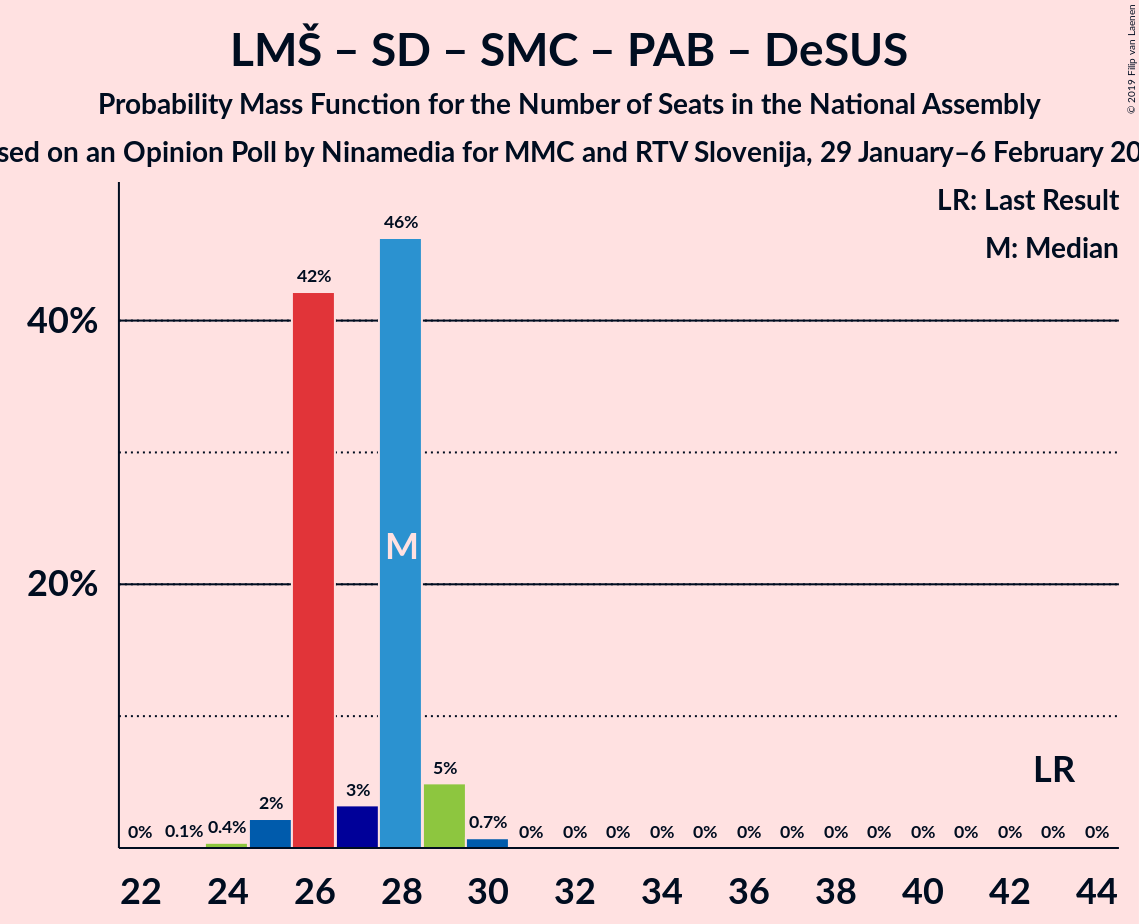 LMŠ – SD – SMC – PAB – DeSUS
Probability Mass Function for the Number of Seats in the National Assembly
sed on an Opinion Poll by Ninamedia for MMC and RTV Slovenija, 29 January–6 February 20
© 2019 Filip van Laenen
LR: Last Result
M: Median
46%
42%
40%
M
20%
LR
5%
3%
2%
0% 0.1% 0.4% 0.7% 0% 0% 0% 0% 0% 0% 0% 0% 0% 0% 0% 0% 0% 0%
22 24 26 28 30 32 34 36 38 40 42 44